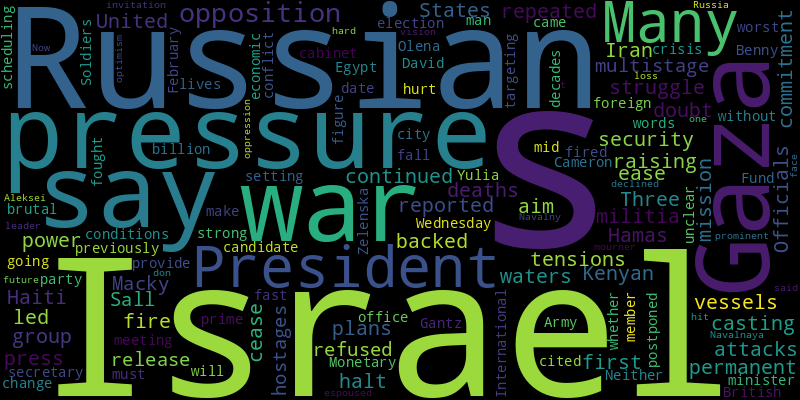 Russian
Israel
pressure
say
war
S
Gaza
President
Many
opposition
United
States
repeated
election
man
came
Russia
invitation
scheduling
Soldiers
optimism
Now
February
lives
economic
conflict
cabinet
hard
vision
Olena
David
Egypt
date
hurt
targeting
decades
t
Iran
crisis
worst
Benny
multistage
loss
struggle
foreign
doubt
without
commitment
words
one
security
raising
Cameron
fired
mid
fall
city
figure
oppression
billion
fought
brutal
Aleksei
leader
conditions
make
setting
continued
Yulia
deaths
declined
ease
Fund
face
Officials
mission
unclear
Three
militia
Hamas
prominent
Navalny
aim
reported
Wednesday
backed
Zelenska
strong
candidate
power
previously
going
future
party
provide
don
tensions
mourner
waters
Kenyan
said
vessels
hit
Navalnaya
casting
attacks
permanent
minister
British
postponed
member
whether
Neither
first
Army
cited
International
Gantz
office
plans
refused
Monetary
halt
espoused
hostages
cease
fast
prime
will
meeting
must
release
fire
Sall
Macky
Haiti
led
group
press
secretary
change